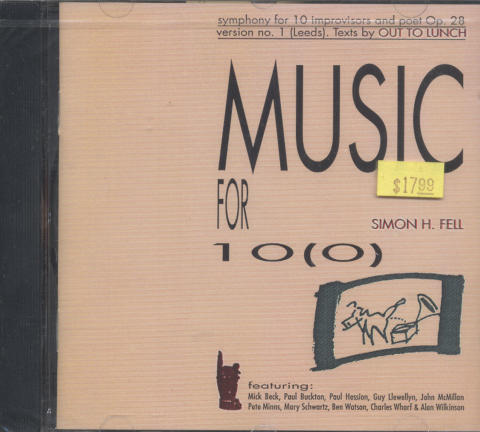 symphony for 10 improvisors and poet Op. 28
version no. 1 (Leeds). Texts by OUT TO LUNCH
MUSIC
$17.99
FOR
SIMON H. FELL
10(0)
featuring:
Mick Beck, Paul Buckton, Paul Hession, Guy Llewellyn, John McMillan
Pete Minns, Mary Schwartz, Ben Watson, Charles Wharf & Alan Wilkinson